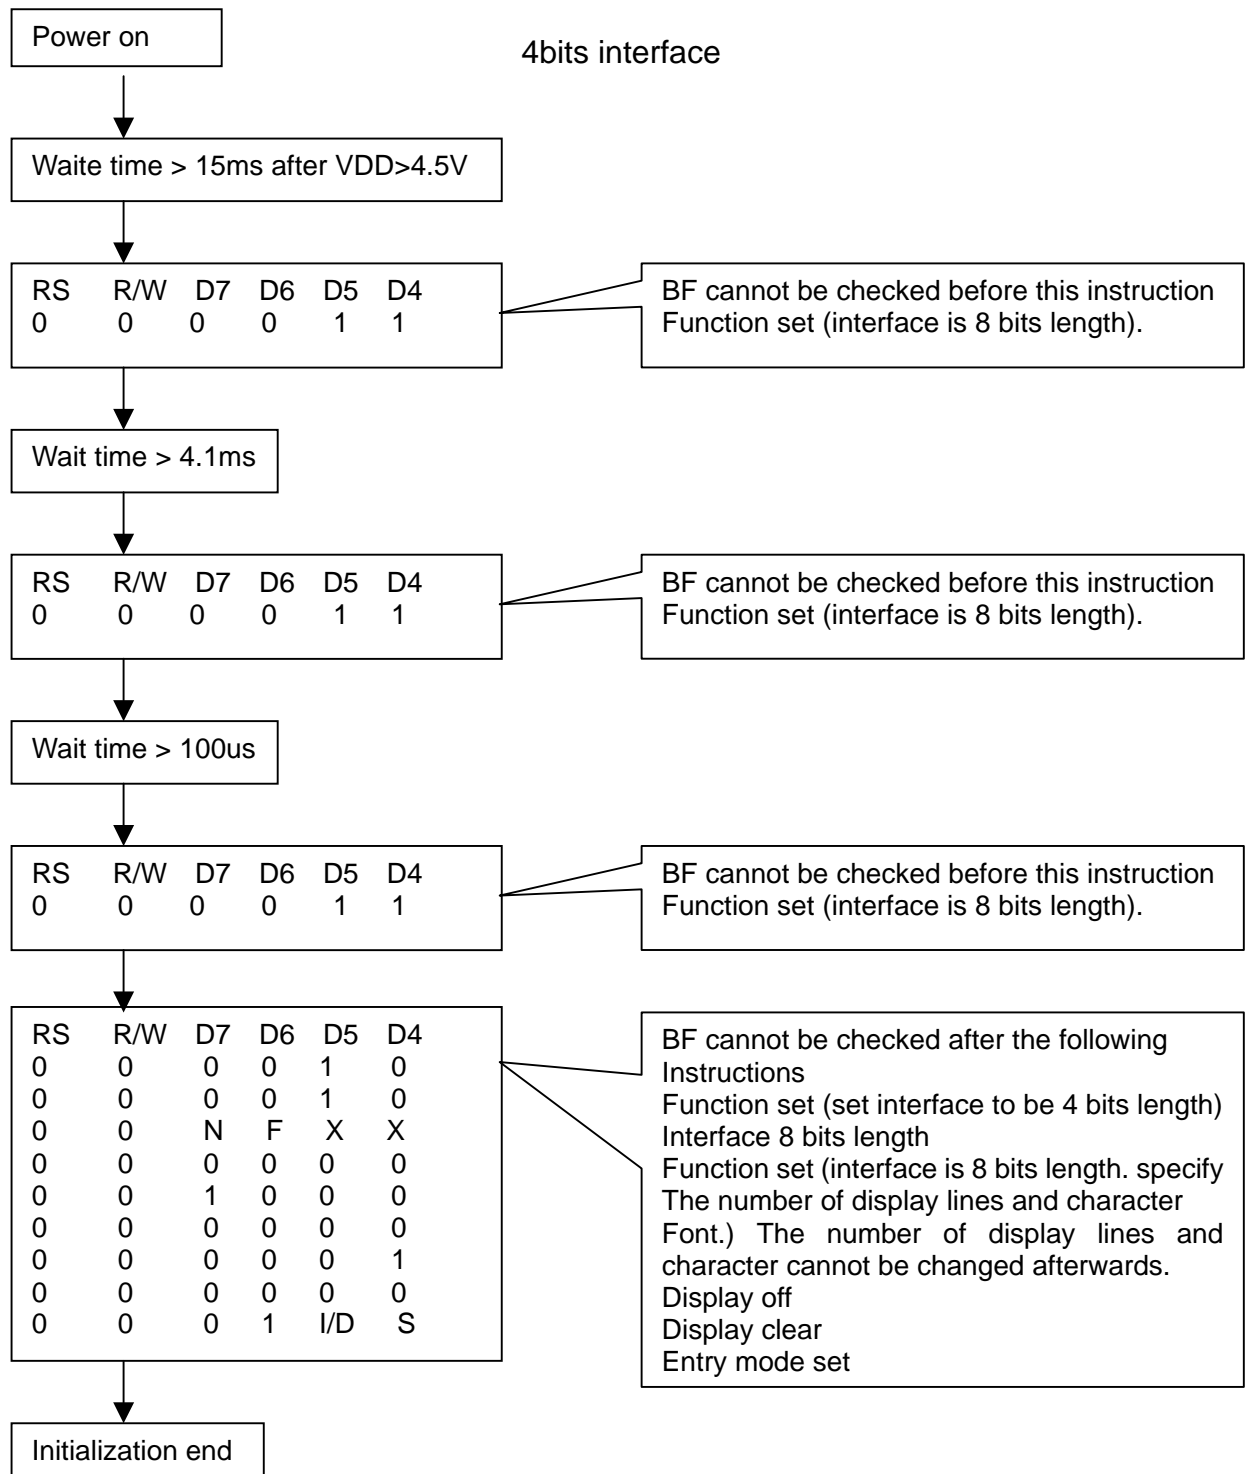 Power on
4bits interface
Waite time > 15ms after VDD>4.5V
RS R/W D7 D6 D5 D4
0 0 0 0 1 1
BF cannot be checked before this instruction
Function set (interface is 8 bits length).
Wait time > 4.1ms
RS R/W D7 D6 D5 D4
0 0 0 0 1 1
BF cannot be checked before this instruction
Function set (interface is 8 bits length).
Wait time > 100us
RS R/W D7 D6 D5 D4
0 0 0 0 1 1
BF cannot be checked before this instruction
Function set (interface is 8 bits length).
RS R/W D7 D6 D5 D4
0 0 0 0 1 0
0 0 0 0 1 0
0 0 N F X X
0 0 0 0 0 0
0 0 1 0 0 0
0 0 0 0 0 0
0 0 0 0 0 1
0 0 0 0 0 0
0 0 0 1 I/D S
BF cannot be checked after the following
Instructions
Function set (set interface to be 4 bits length)
Interface 8 bits length
Function set (interface is 8 bits length. specify
The number of display lines and character
Font.) The number of display lines and
character cannot be changed afterwards.
Display off
Display clear
Entry mode set
Initialization end